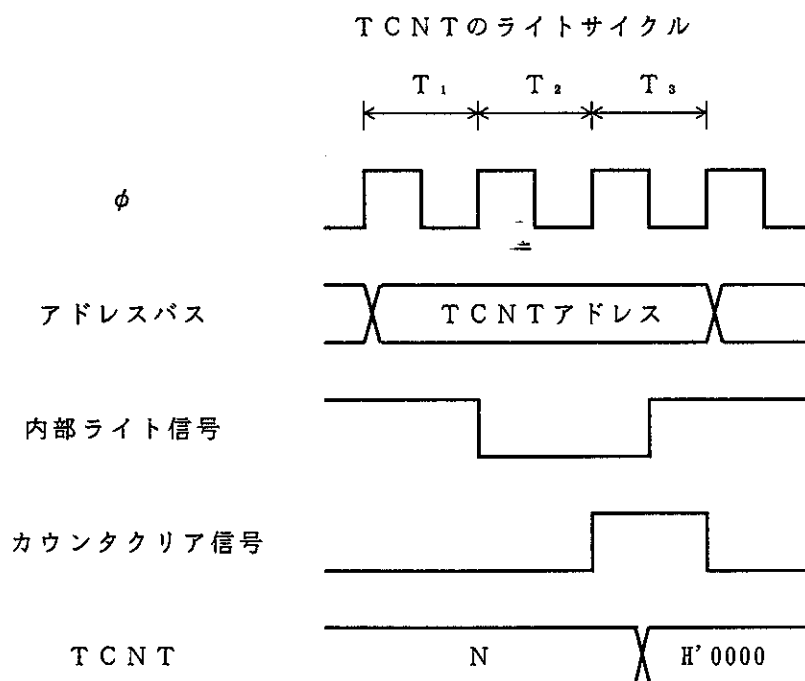 TCNTのライトサイクル
T₁ T₂ T₃
φ
アドレスバス TCNTアドレス
内部ライト信号
カウンタクリア信号
TCNT N H'0000